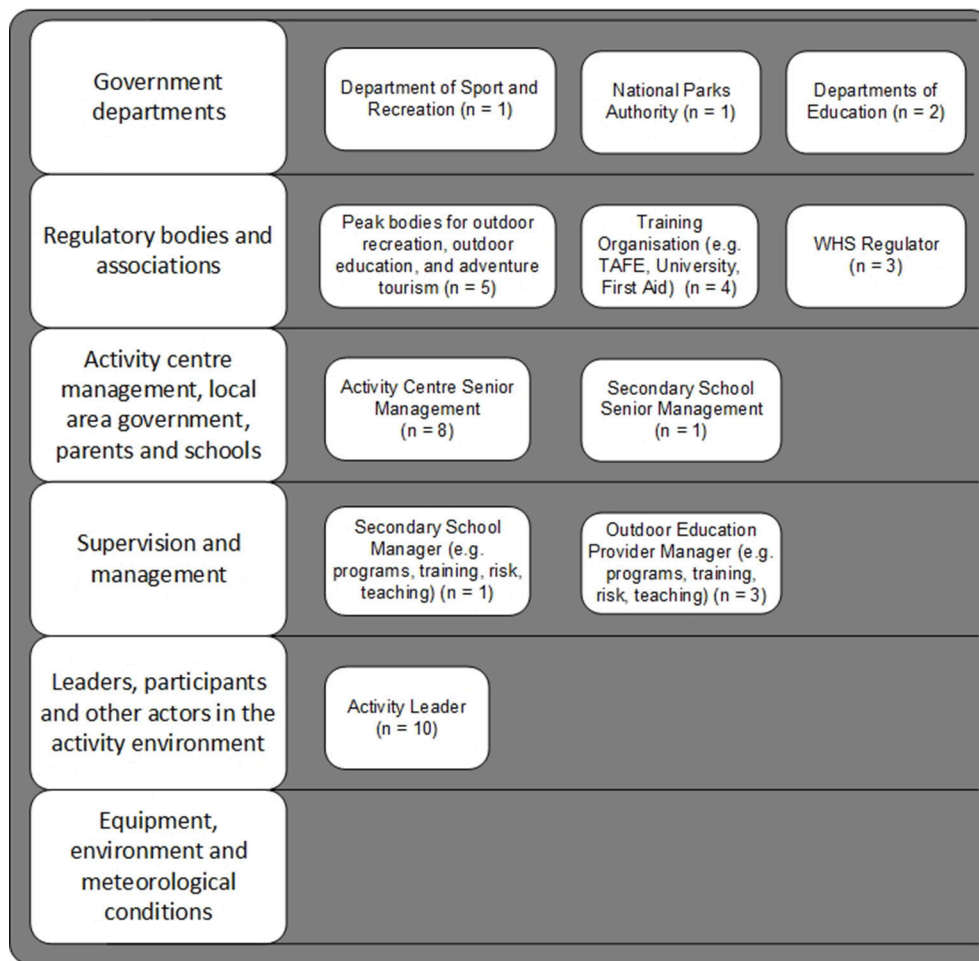 Government
departments
Department of Sport and
Recreation (n = 1)
National Parks
Authority (n = 1)
Departments of
Education (n = 2)
Regulatory bodies and
associations
Peak bodies for outdoor
recreation, outdoor
education, and adventure
tourism (n = 5)
Training
Organisation (e.g.
TAFE, University,
First Aid) (n = 4)
WHS Regulator
(n = 3)
Activity centre
management, local
area government,
parents and schools
Activity Centre Senior
Management
(n = 8)
Secondary School
Senior Management
(n = 1)
Supervision and
management
Secondary School
Manager (e.g.
programs, training, risk,
teaching) (n = 1)
Outdoor Education
Provider Manager (e.g.
programs, training,
risk, teaching) (n = 3)
Leaders, participants
and other actors in the
activity environment
Activity Leader
(n = 10)
Equipment,
environment and
meteorological
conditions